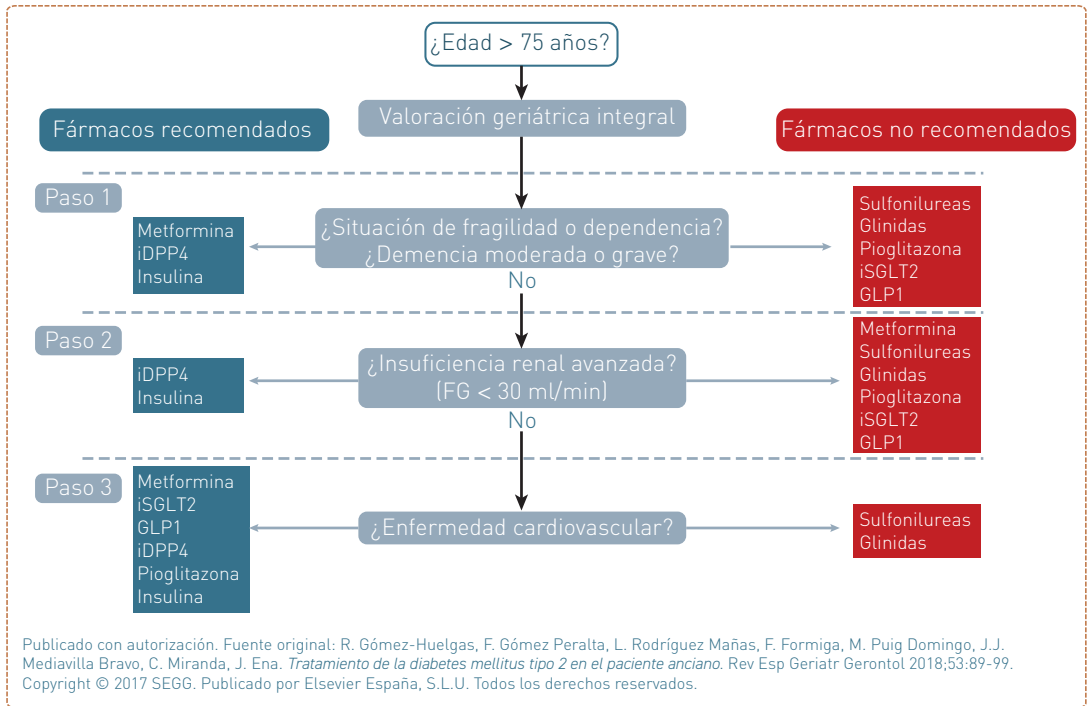 ¿Edad > 75 años?
Valoración geriátrica integral
Fármacos recomendados
Fármacos no recomendados
Paso 1
Metformina
iDPP4
Insulina
¿Situación de fragilidad o dependencia?
¿Demencia moderada o grave?
No
Sulfonilureas
Glinidas
Pioglitazona
iSGLT2
GLP1
Paso 2
iDPP4
Insulina
¿Insuficiencia renal avanzada?
(FG < 30 ml/min)
No
Metformina
Sulfonilureas
Glinidas
Pioglitazona
iSGLT2
GLP1
Paso 3
Metformina
iSGLT2
GLP1
iDPP4
Pioglitazona
Insulina
¿Enfermedad cardiovascular?
Sulfonilureas
Glinidas
Publicado con autorización. Fuente original: R. Gómez-Huelgas, F. Gómez Peralta, L. Rodríguez Mañas, F. Formiga, M. Puig Domingo, J.J.
Mediavilla Bravo, C. Miranda, J. Ena. Tratamiento de la diabetes mellitus tipo 2 en el paciente anciano. Rev Esp Geriatr Gerontol 2018;53:89-99.
Copyright © 2017 SEGG. Publicado por Elsevier España, S.L.U. Todos los derechos reservados.